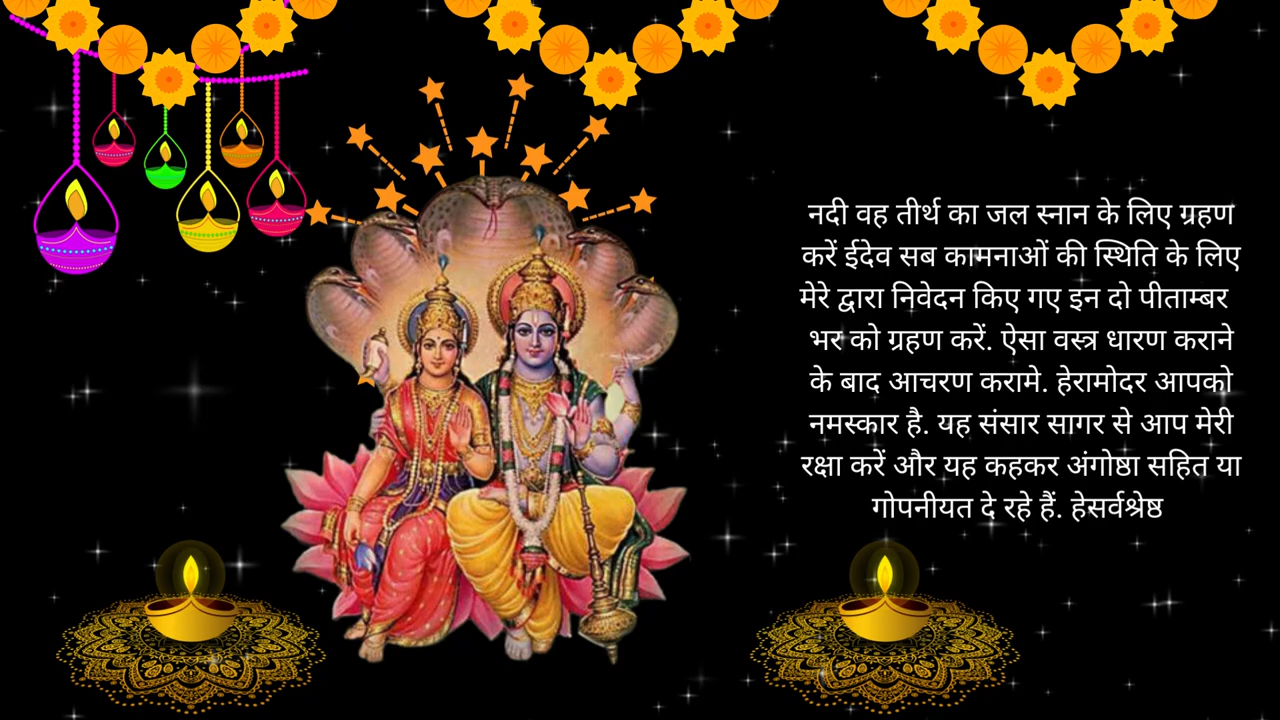 नदी वह तीर्थ का जल स्नान के लिए ग्रहण
करें ईदेव सब कामनाओं की स्थिति के लिए
मेरे द्वारा निवेदन किए गए इन दो पीताम्बर
भर को ग्रहण करें. ऐसा वस्त्र धारण कराने
के बाद आचरण करामे. हेरामोदर आपको
नमस्कार है. यह संसार सागर से आप मेरी
रक्षा करें और यह कहकर अंगोष्ठा सहित या
गोपनीयत दे रहे हैं. हेसर्वश्रेष्ठ